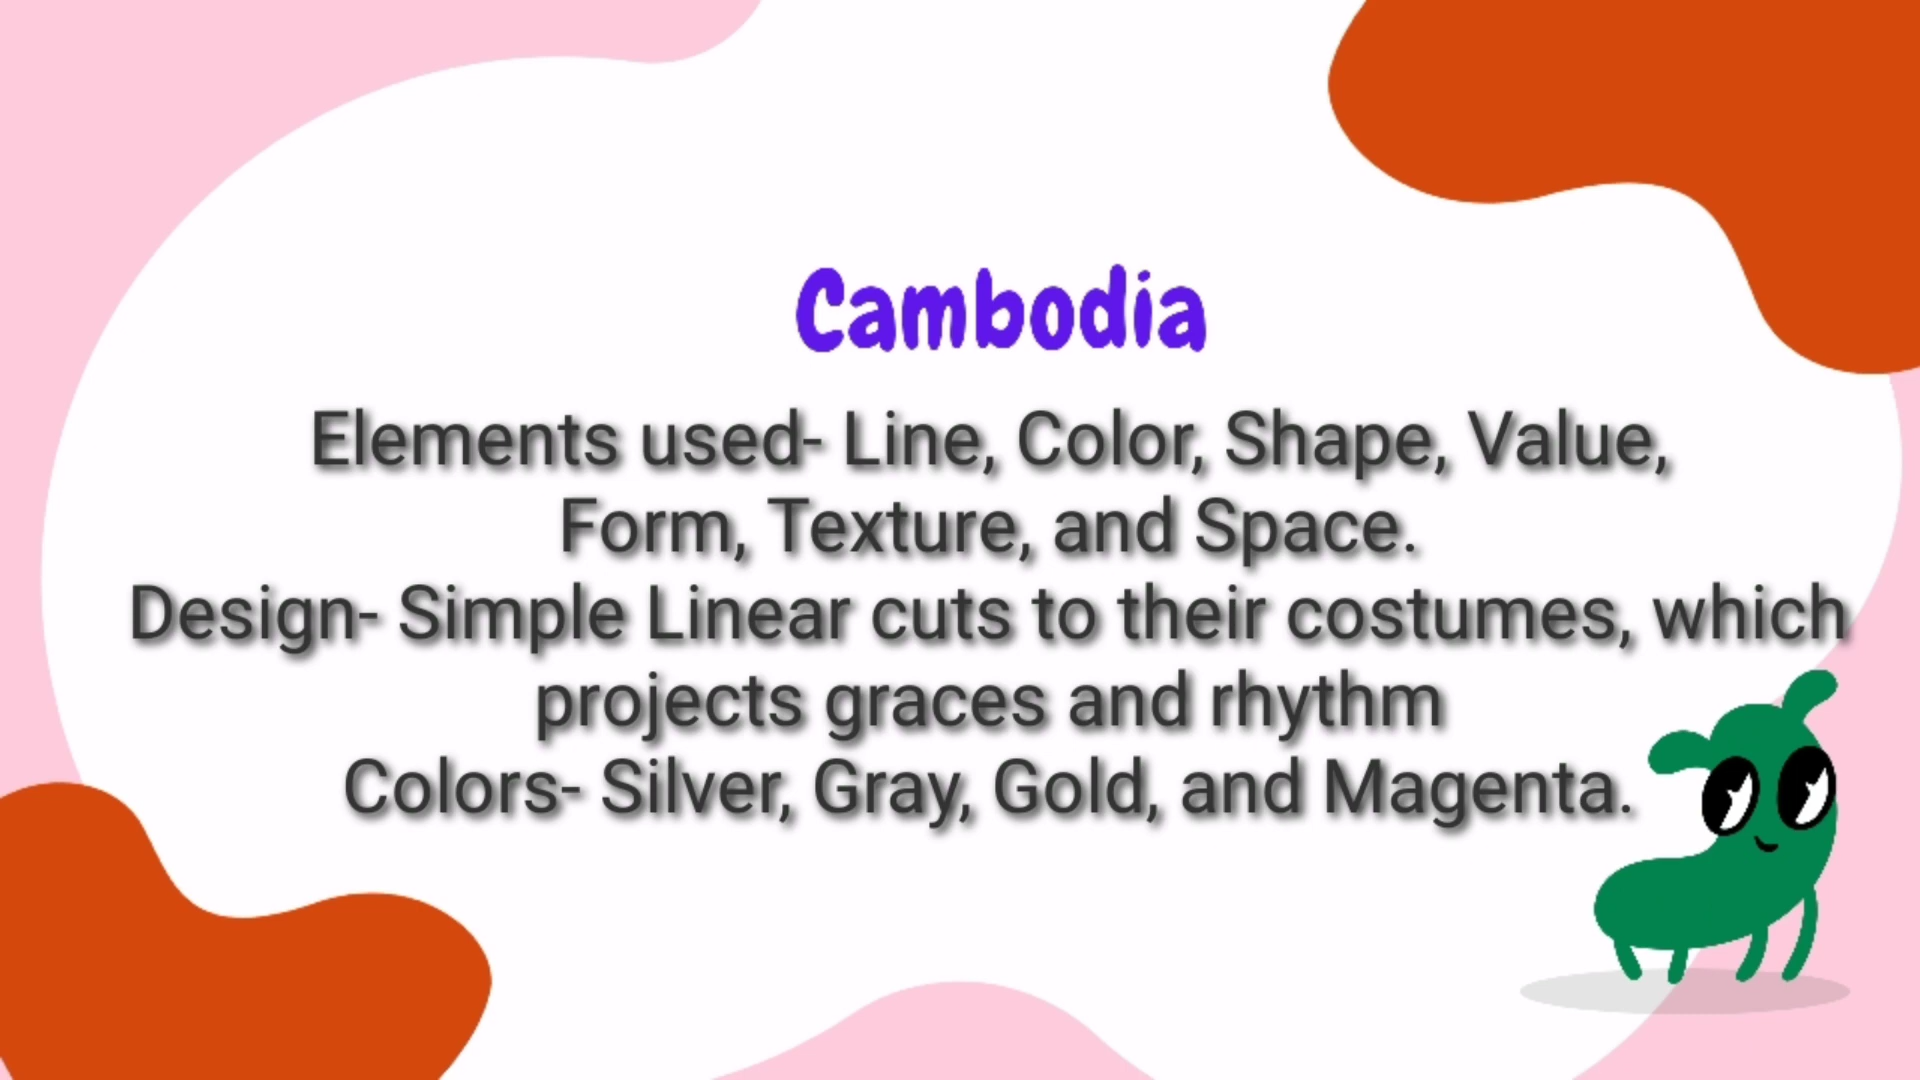 Cambodia
Elements used- Line, Color, Shape, Value,
Form, Texture, and Space.
Design- Simple Linear cuts to their costumes, which
projects graces and rhythm
Colors- Silver, Gray, Gold, and Magenta.